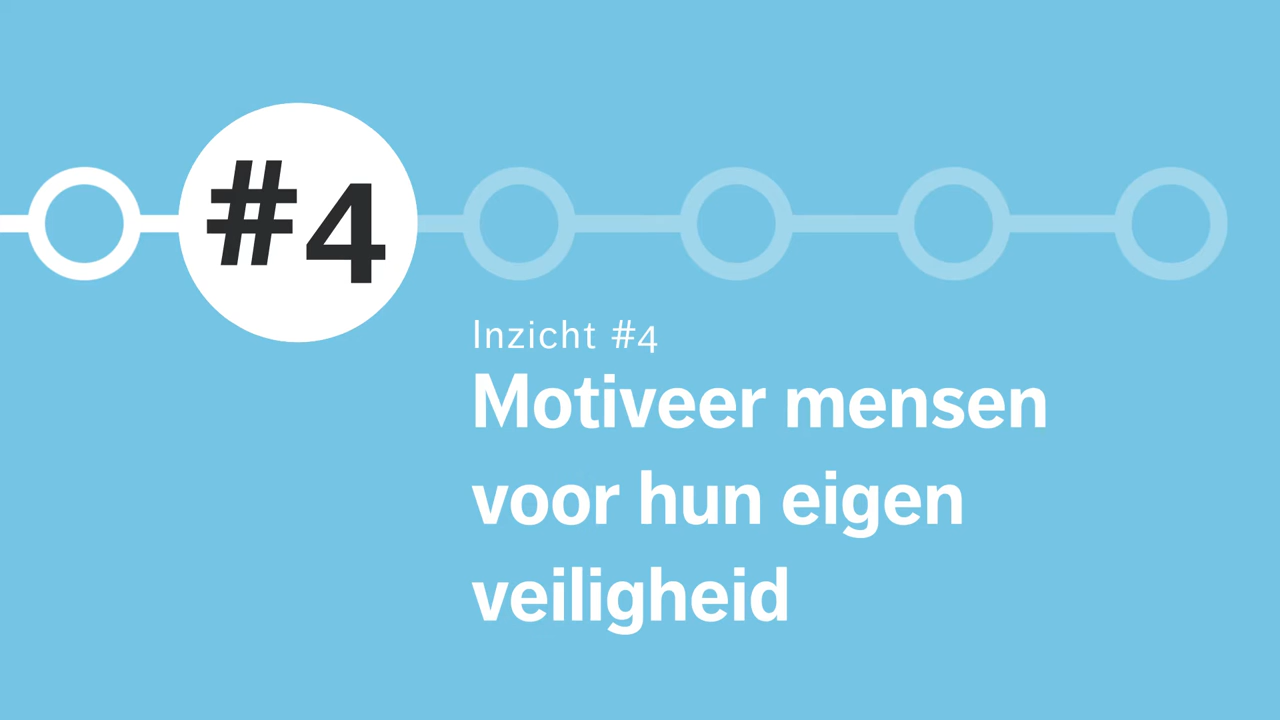 #4
Inzicht #4
Motiveer mensen
voor hun eigen
veiligheid